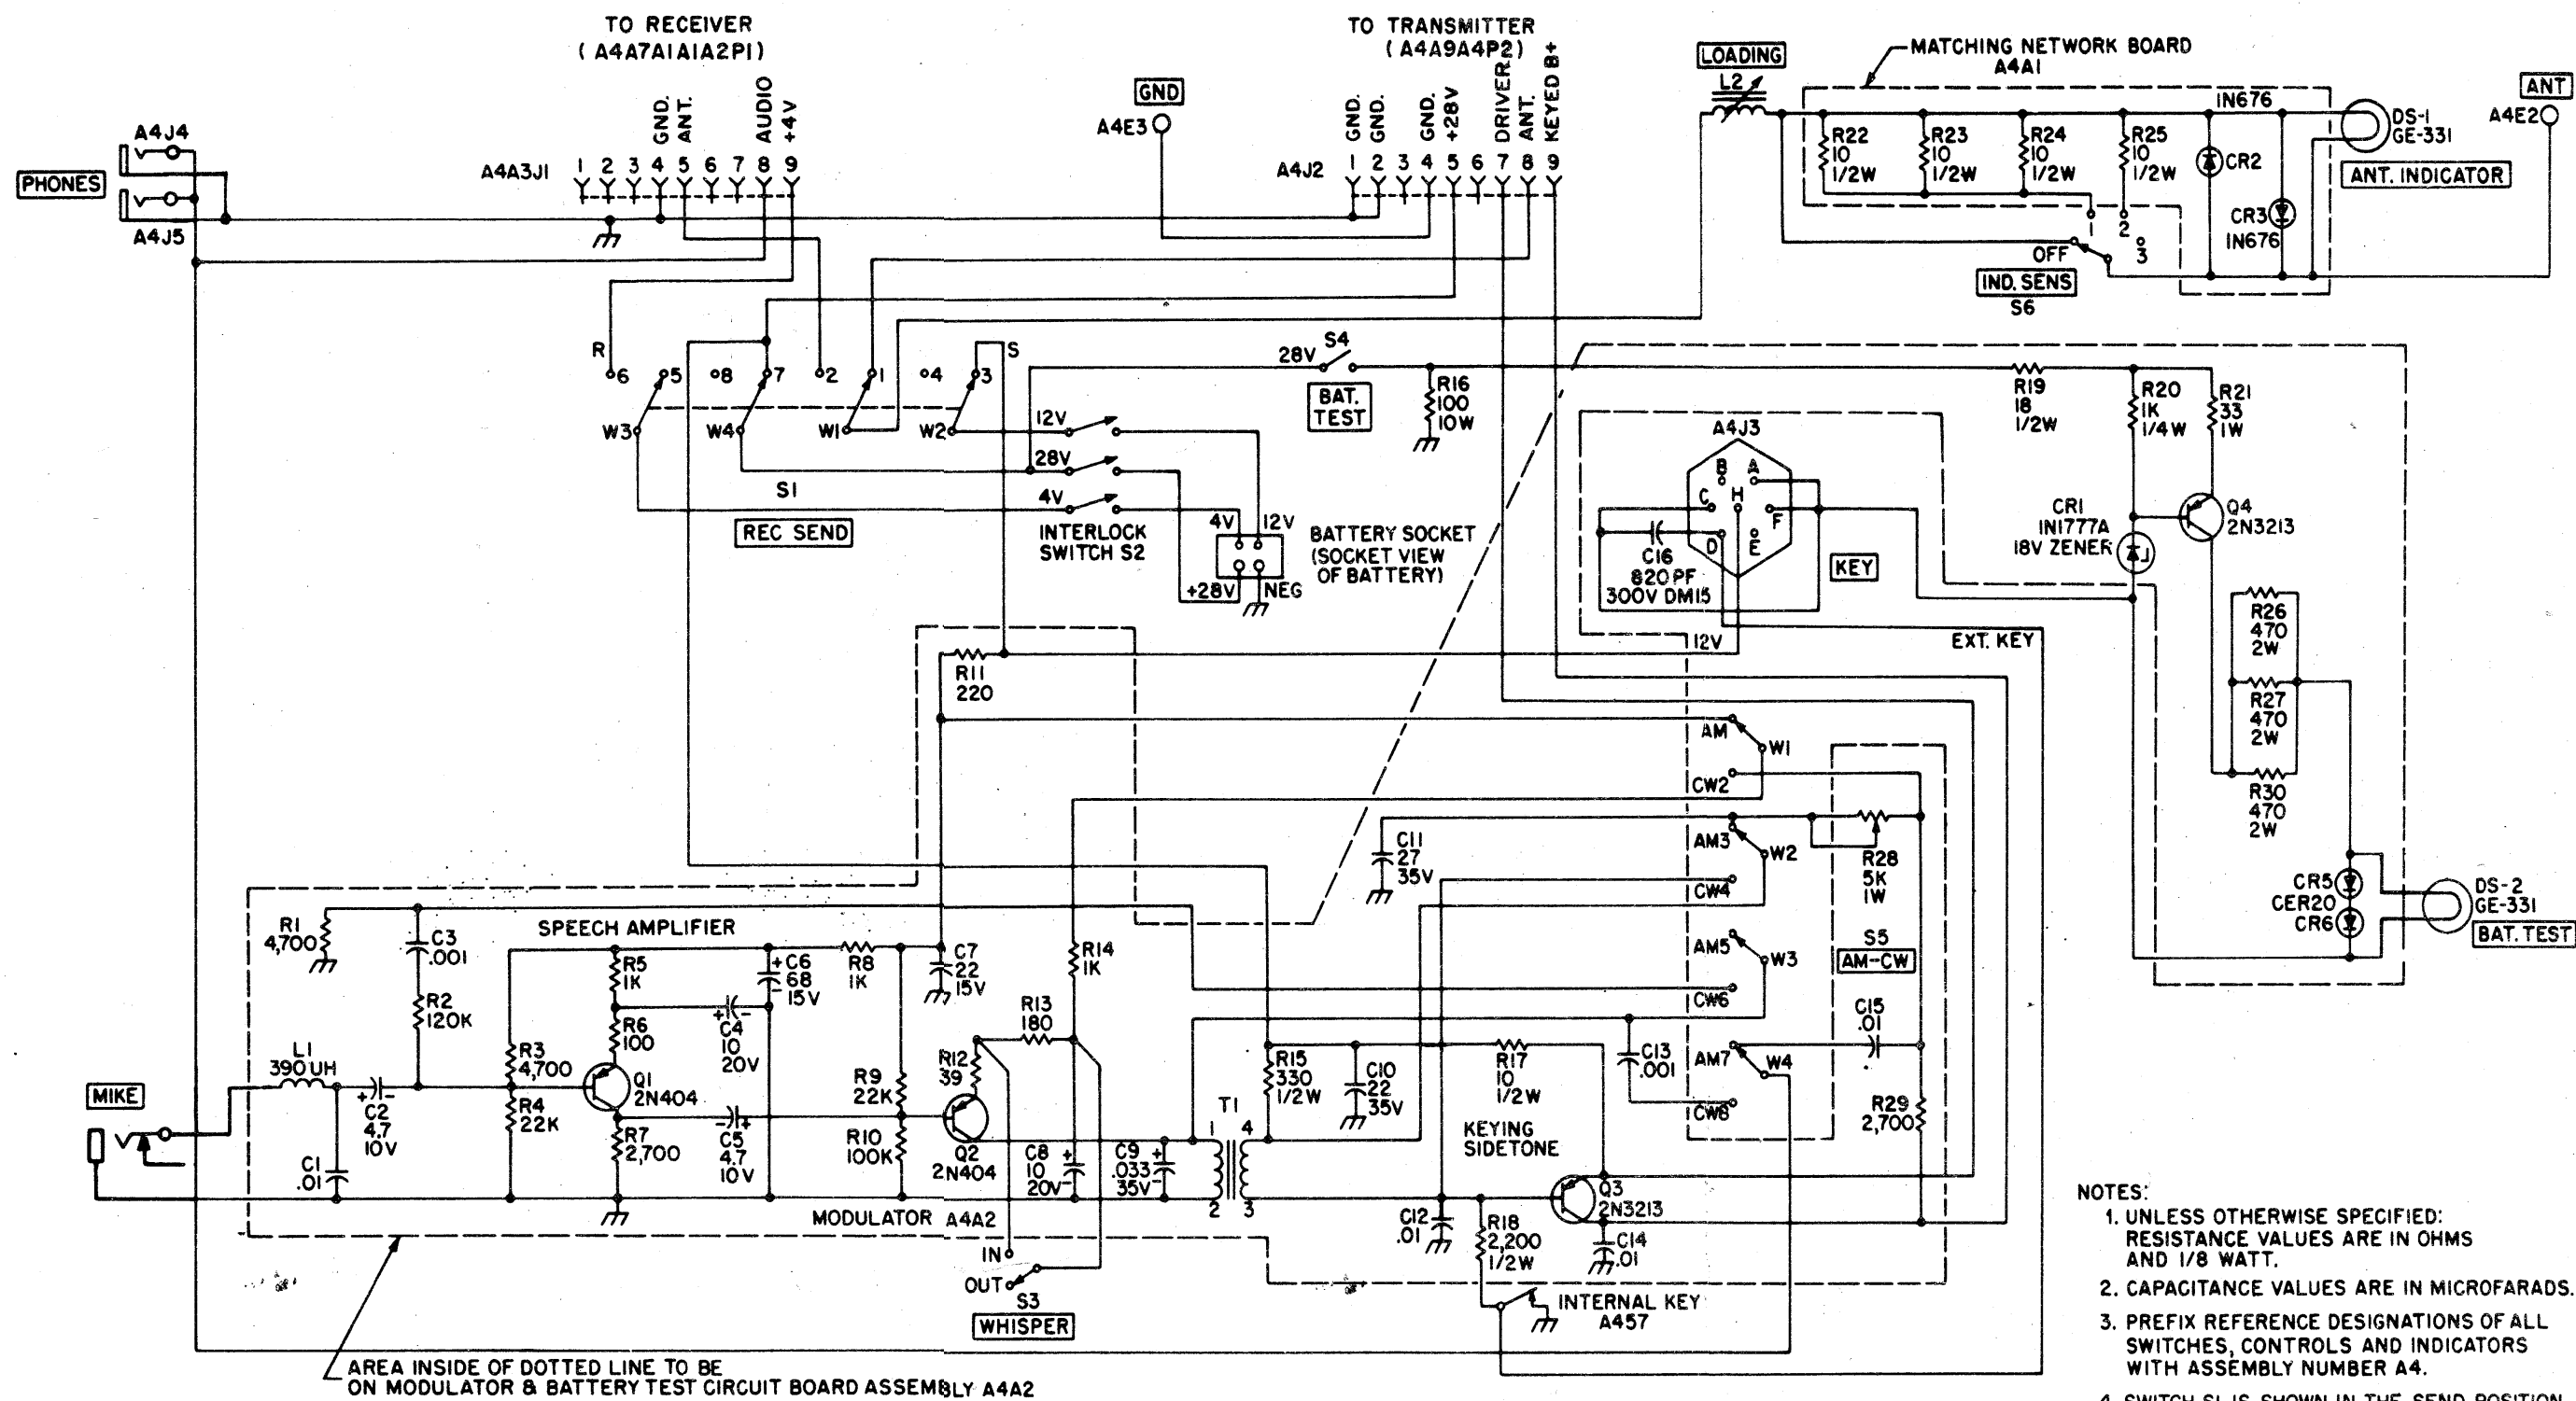 TO RECEIVER
( A4A7A1A1A2P1)
TO TRANSMITTER
( A4A9A4P2)
GND.
ANT.
AUDIO
+4V
A4A3J1
1 2 3 4 5 6 7 8 9
GND
A4E3
GND.
GND.
GND.
+28V
DRIVER
ANT.
KEYED B+
A4J2
1 2 3 4 5 6 7 8 9
LOADING
L2
MATCHING NETWORK BOARD
A4A1
R22
10
1/2W
R23
10
1/2W
R24
10
1/2W
R25
10
1/2W
IN676
CR2
CR3
IN676
DS-1
GE-331
ANT. INDICATOR
ANT
A4E2
1
2
3
OFF
IND. SENS
S6
A4J4
PHONES
A4J5
R
6 5 8 7 2 1 4 3
S
W3 W4 W1 W2
S1
REC SEND
12V
28V
4V
INTERLOCK
SWITCH S2
4V
12V
+28V
NEG
BATTERY SOCKET
(SOCKET VIEW
OF BATTERY)
28V
S4
BAT.
TEST
R16
100
10W
A4J3
B A
C H F
D E
C16
820 PF
300V DM15
KEY
12V
EXT. KEY
R19
18
1/2W
R20
1K
1/4W
R21
33
1W
CR1
IN1777A
18V ZENER
Q4
2N3213
R26
470
2W
R27
470
2W
R30
470
2W
CR5
CER20
CR6
DS-2
GE-331
BAT. TEST
R11
220
AM
W1
CW2
AM3
W2
CW4
AM5
W3
CW6
AM7
W4
CW8
C11
27
35V
R28
5K
1W
S5
AM-CW
C15
.01
R29
2,700
SPEECH AMPLIFIER
R1
4,700
C3
.001
R2
120K
R3
4,700
R4
22K
R5
1K
R6
100
Q1
2N404
R7
2,700
C4
10
20V
C6
68
15V
R8
1K
C7
22
15V
R9
22K
R10
100K
C5
4.7
10V
R12
39
R13
180
R14
1K
Q2
2N404
C8
10
20V
C9
.033
35V
T1
1 4
2 3
R15
330
1/2W
C10
22
35V
R17
10
1/2W
C13
.001
KEYING
SIDETONE
Q3
2N3213
C12
.01
R18
2,200
1/2W
C14
.01
L1
390 UH
MIKE
C2
4.7
10V
C1
.01
MODULATOR A4A2
IN
OUT
S3
WHISPER
INTERNAL KEY
A457
AREA INSIDE OF DOTTED LINE TO BE
ON MODULATOR & BATTERY TEST CIRCUIT BOARD ASSEMBLY A4A2
NOTES:
1. UNLESS OTHERWISE SPECIFIED:
RESISTANCE VALUES ARE IN OHMS
AND 1/8 WATT.
2. CAPACITANCE VALUES ARE IN MICROFARADS.
3. PREFIX REFERENCE DESIGNATIONS OF ALL
SWITCHES, CONTROLS AND INDICATORS
WITH ASSEMBLY NUMBER A4.
4. SWITCH S1 IS SHOWN IN THE SEND POSITION